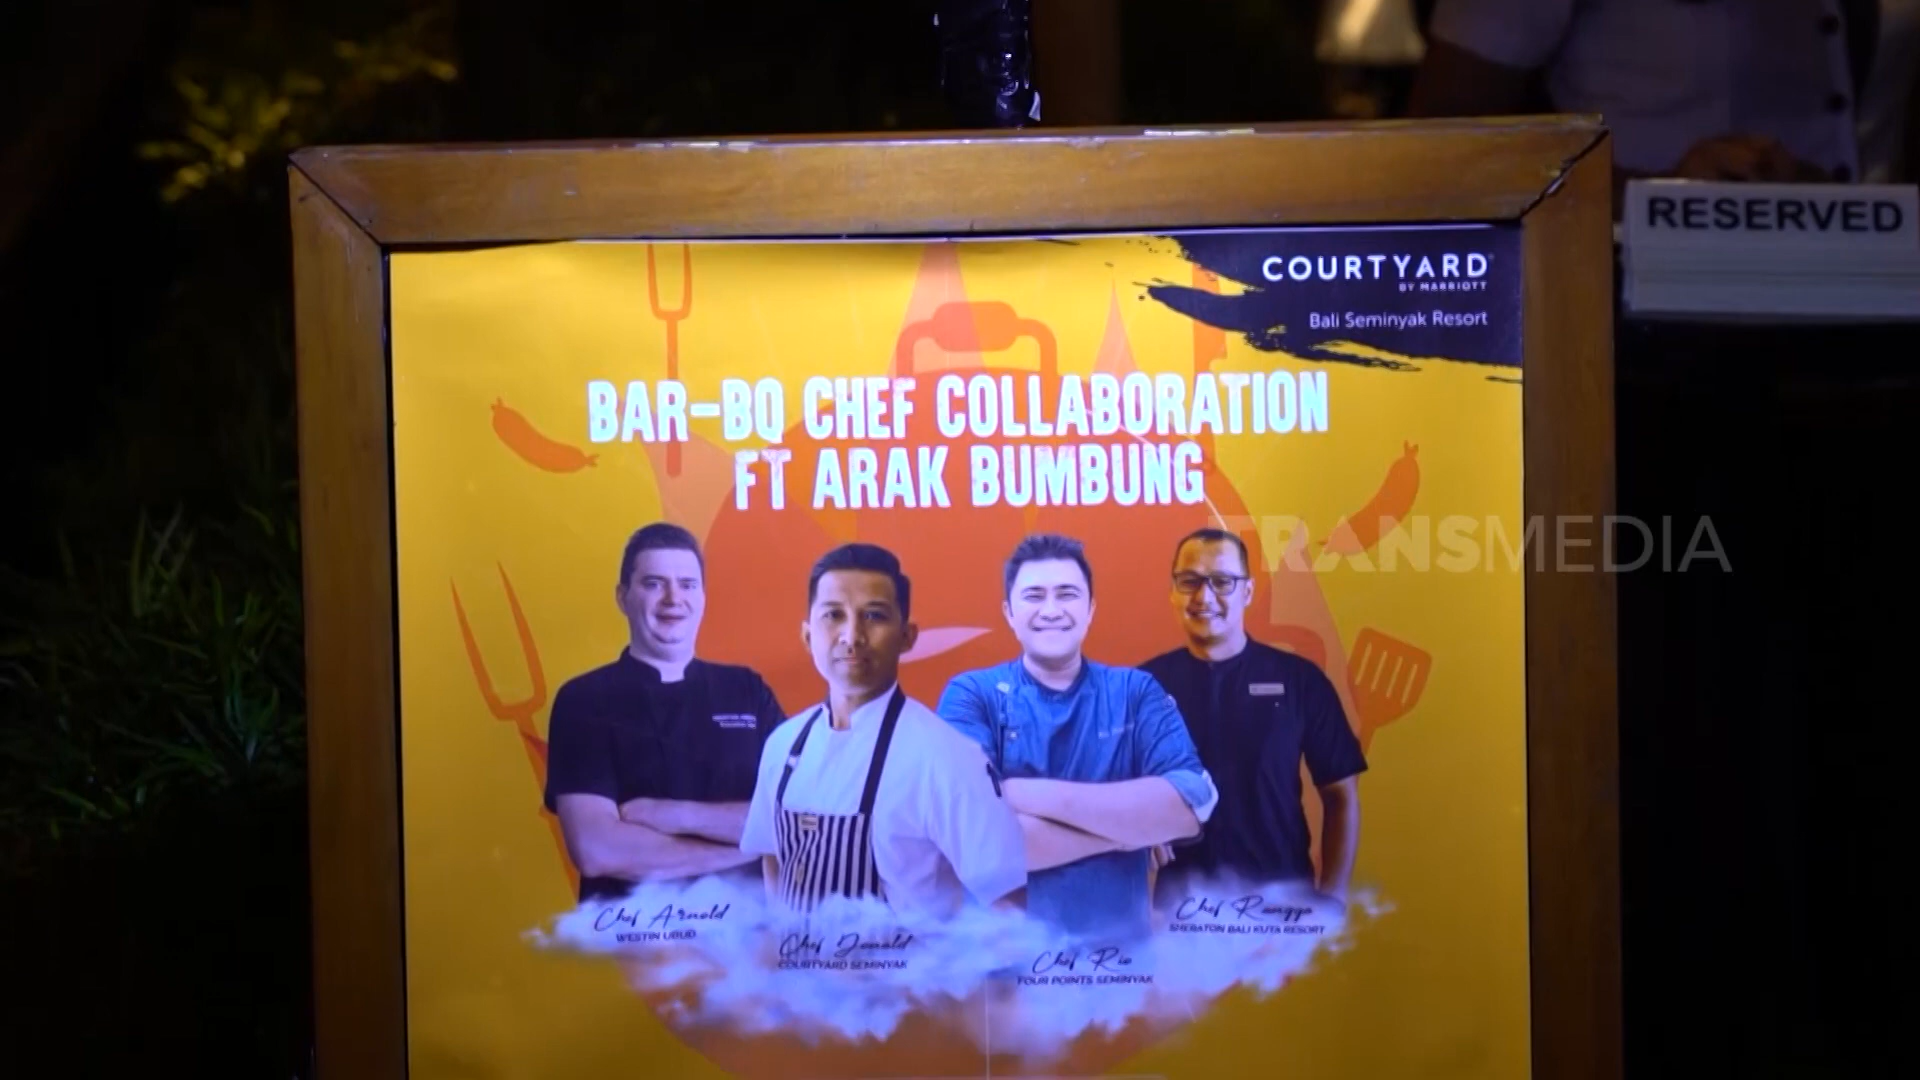 RESERVED
COURTYARD
BY MARRIOTT
Bali Seminyak Resort
BAR-BQ CHEF COLLABORATION
FT ARAK BUMBUNG
TRANSMEDIA
Chef Arnold
WESTIN UBUD
Chef Donald
COURTYARD SEMINYAK
Chef Rio
FOUR POINTS SEMINYAK
Chef Rangga
SHERATON BALI KUTA RESORT